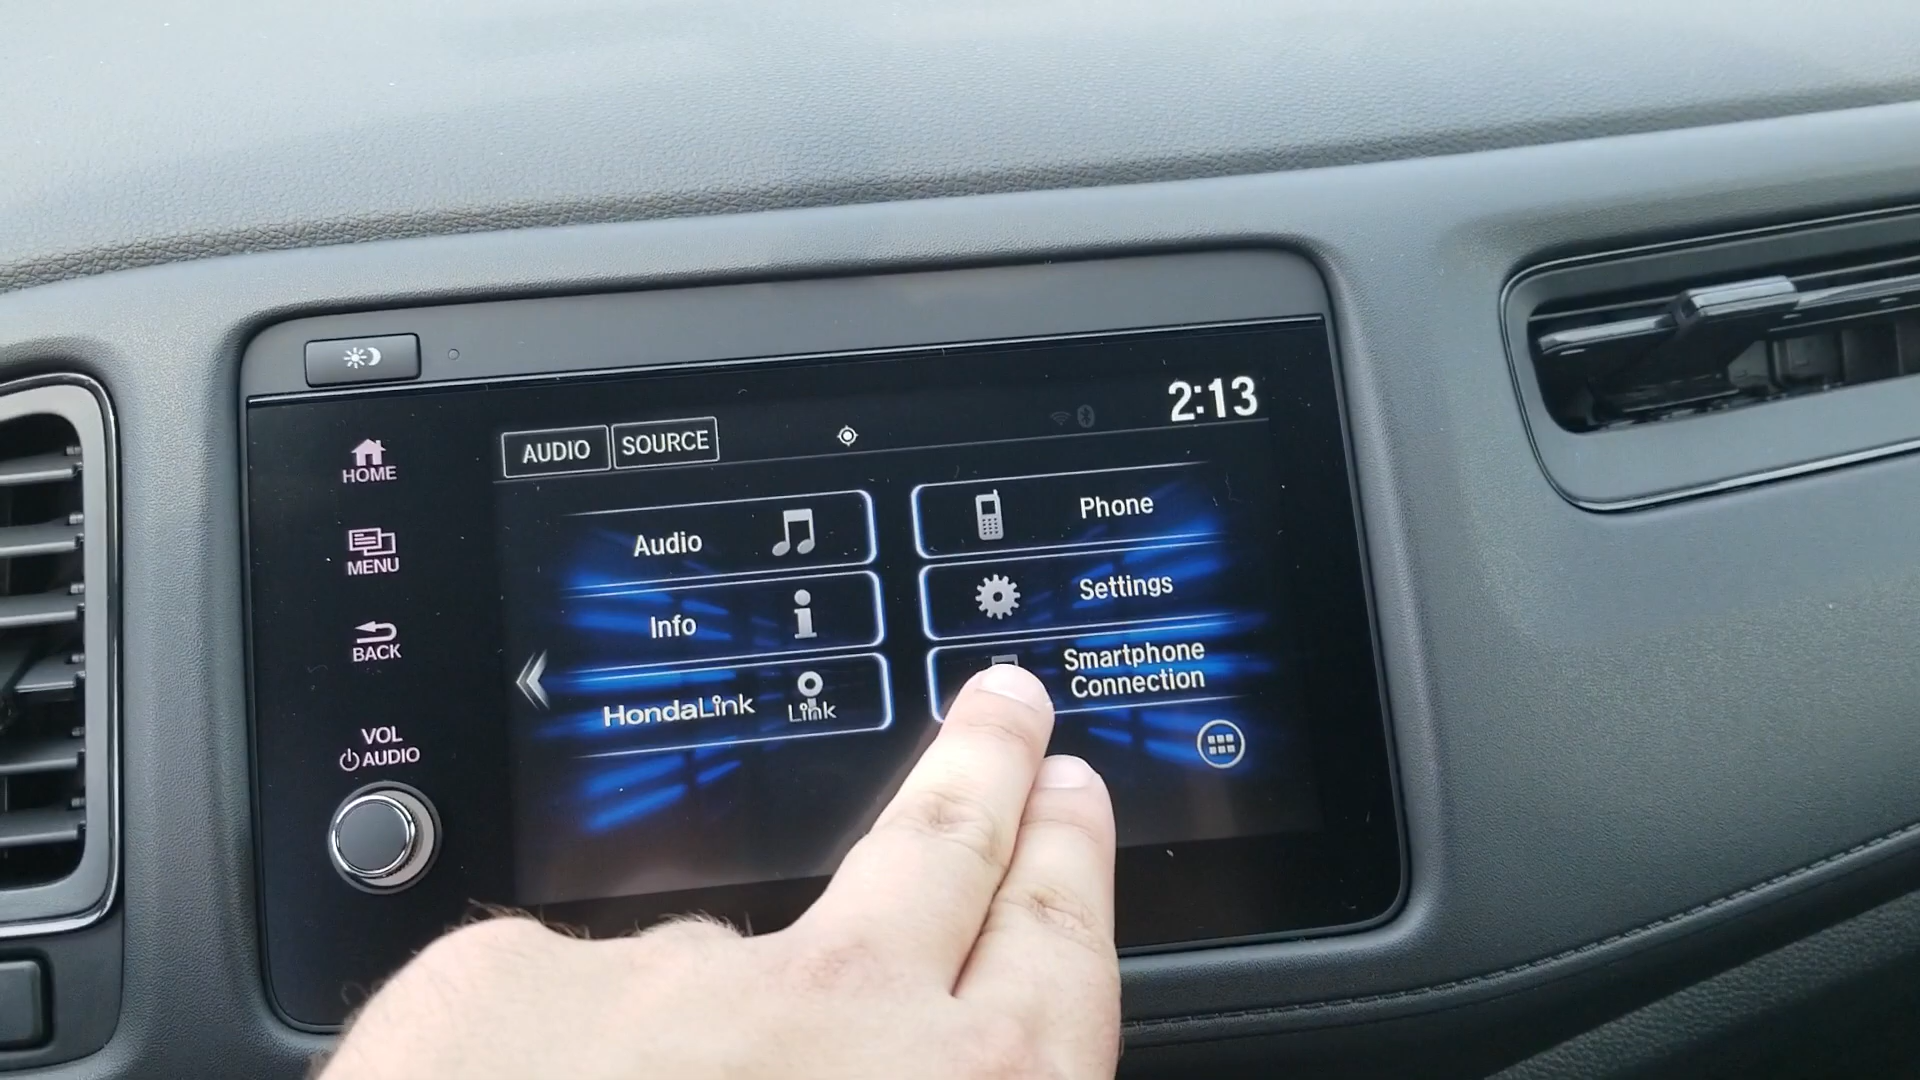 2:13
AUDIO
SOURCE
HOME
MENU
BACK
VOL
AUDIO
Audio
Phone
Info
Settings
HondaLink
Link
Smartphone
Connection